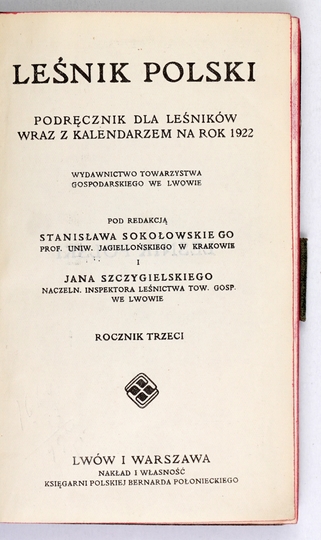 LEŚNIK POLSKI
PODRĘCZNIK DLA LEŚNIKÓW
WRAZ Z KALENDARZEM NA ROK 1922
WYDAWNICTWO TOWARZYSTWA
GOSPODARSKIEGO WE LWOWIE
POD REDAKCJĄ
STANISŁAWA SOKOŁOWSKIEGO
PROF. UNIW. JAGIELLOŃSKIEGO W KRAKOWIE
I
JANA SZCZYGIELSKIEGO
NACZELN. INSPEKTORA LEŚNICTWA TOW. GOSP.
WE LWOWIE
ROCZNIK TRZECI
LWÓW I WARSZAWA
NAKŁAD I WŁASNOŚĆ
KSIĘGARNI POLSKIEJ BERNARDA POŁONIECKIEGO